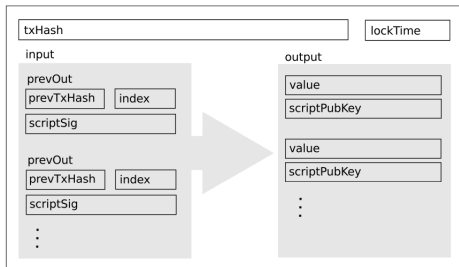 txHash
lockTime
input
prevOut
prevTxHash
index
scriptSig
prevOut
prevTxHash
index
scriptSig
output
value
scriptPubKey
value
scriptPubKey